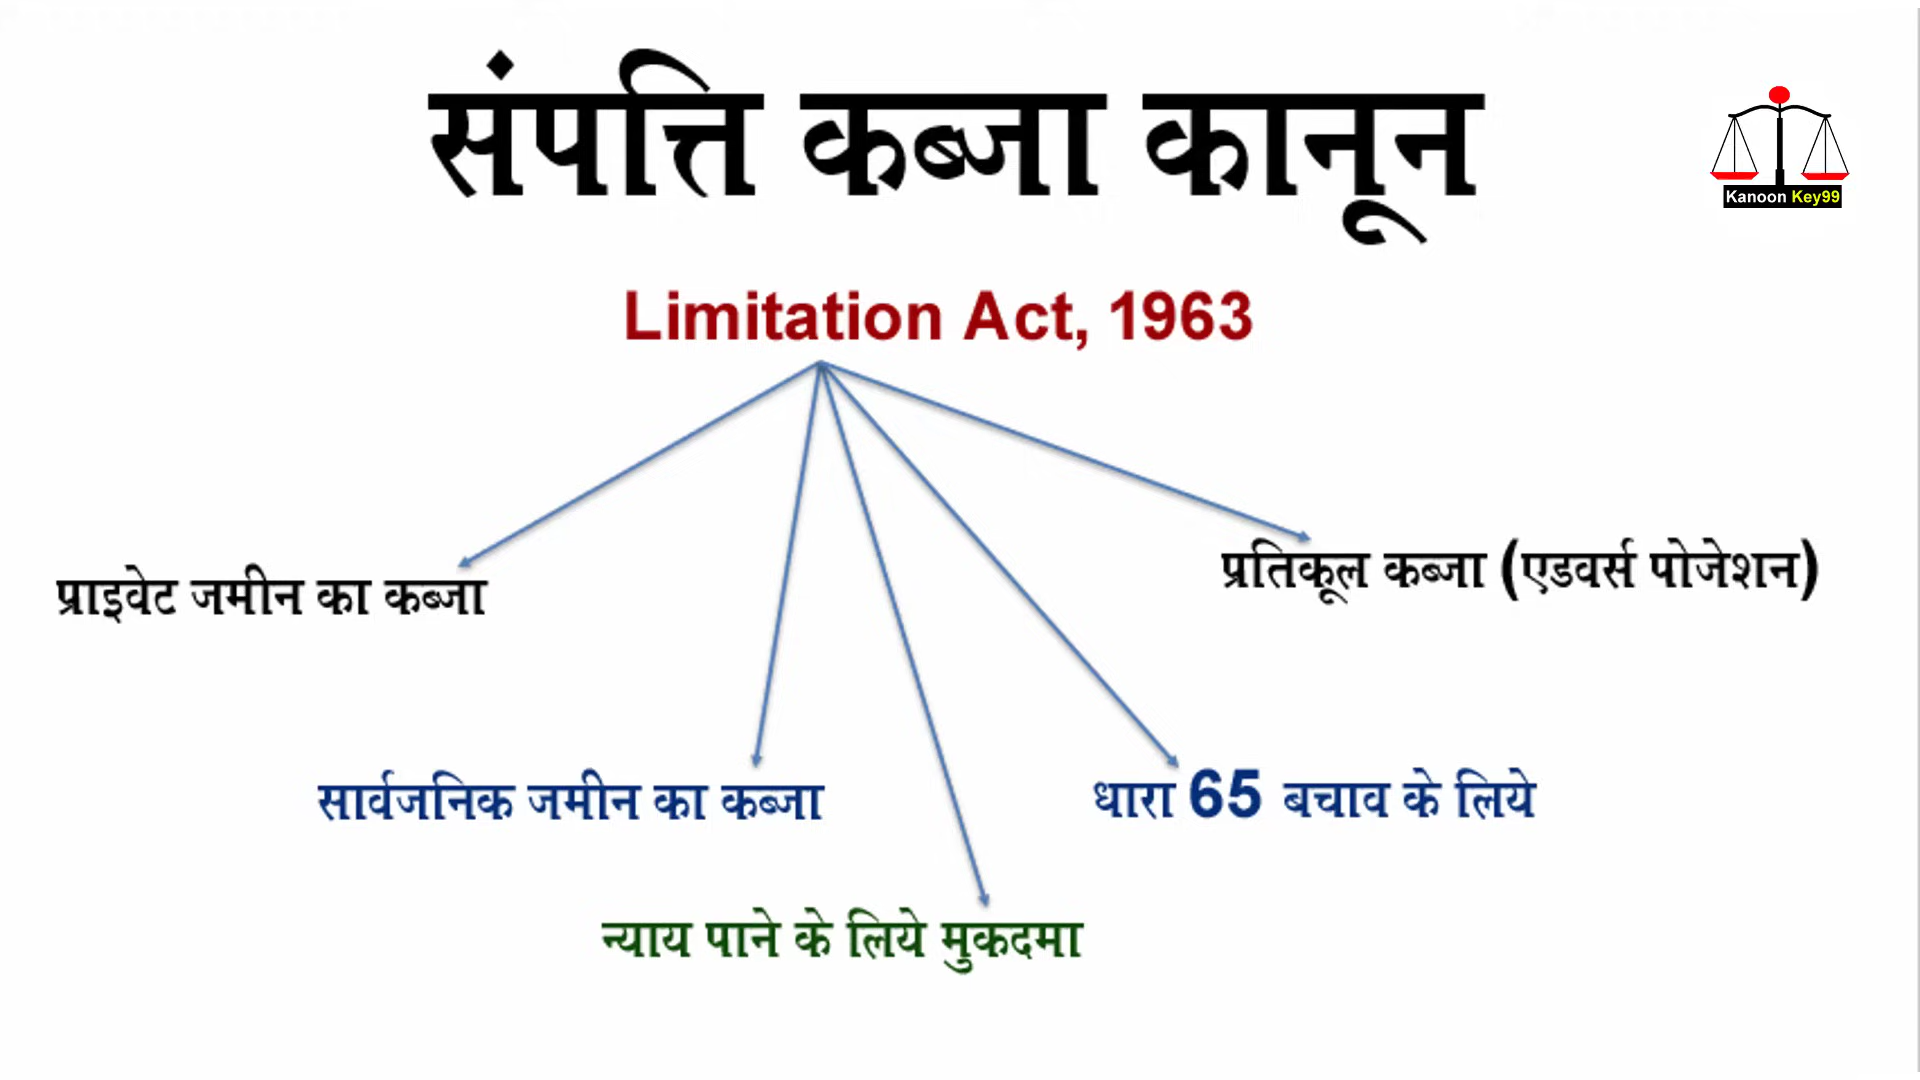 संपत्ति कब्जा कानून
Kanoon Key99
Limitation Act, 1963
प्रतिकूल कब्जा (एडवर्स पोजेशन)
प्राइवेट जमीन का कब्जा
सार्वजनिक जमीन का कब्जा
धारा 65 बचाव के लिये
न्याय पाने के लिये मुकदमा